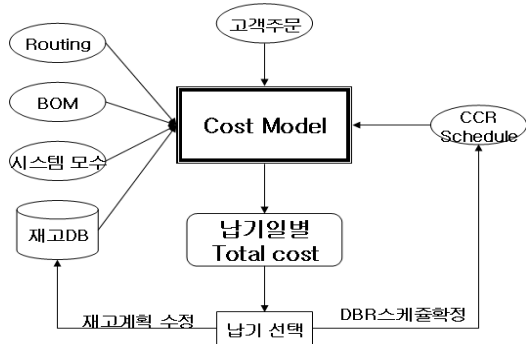 고객주문
Routing
BOM
Cost Model
CCR
Schedule
시스템 모수
재고DB
납기일별
Total cost
재고계획 수정
납기 선택
DBR스케쥴확정